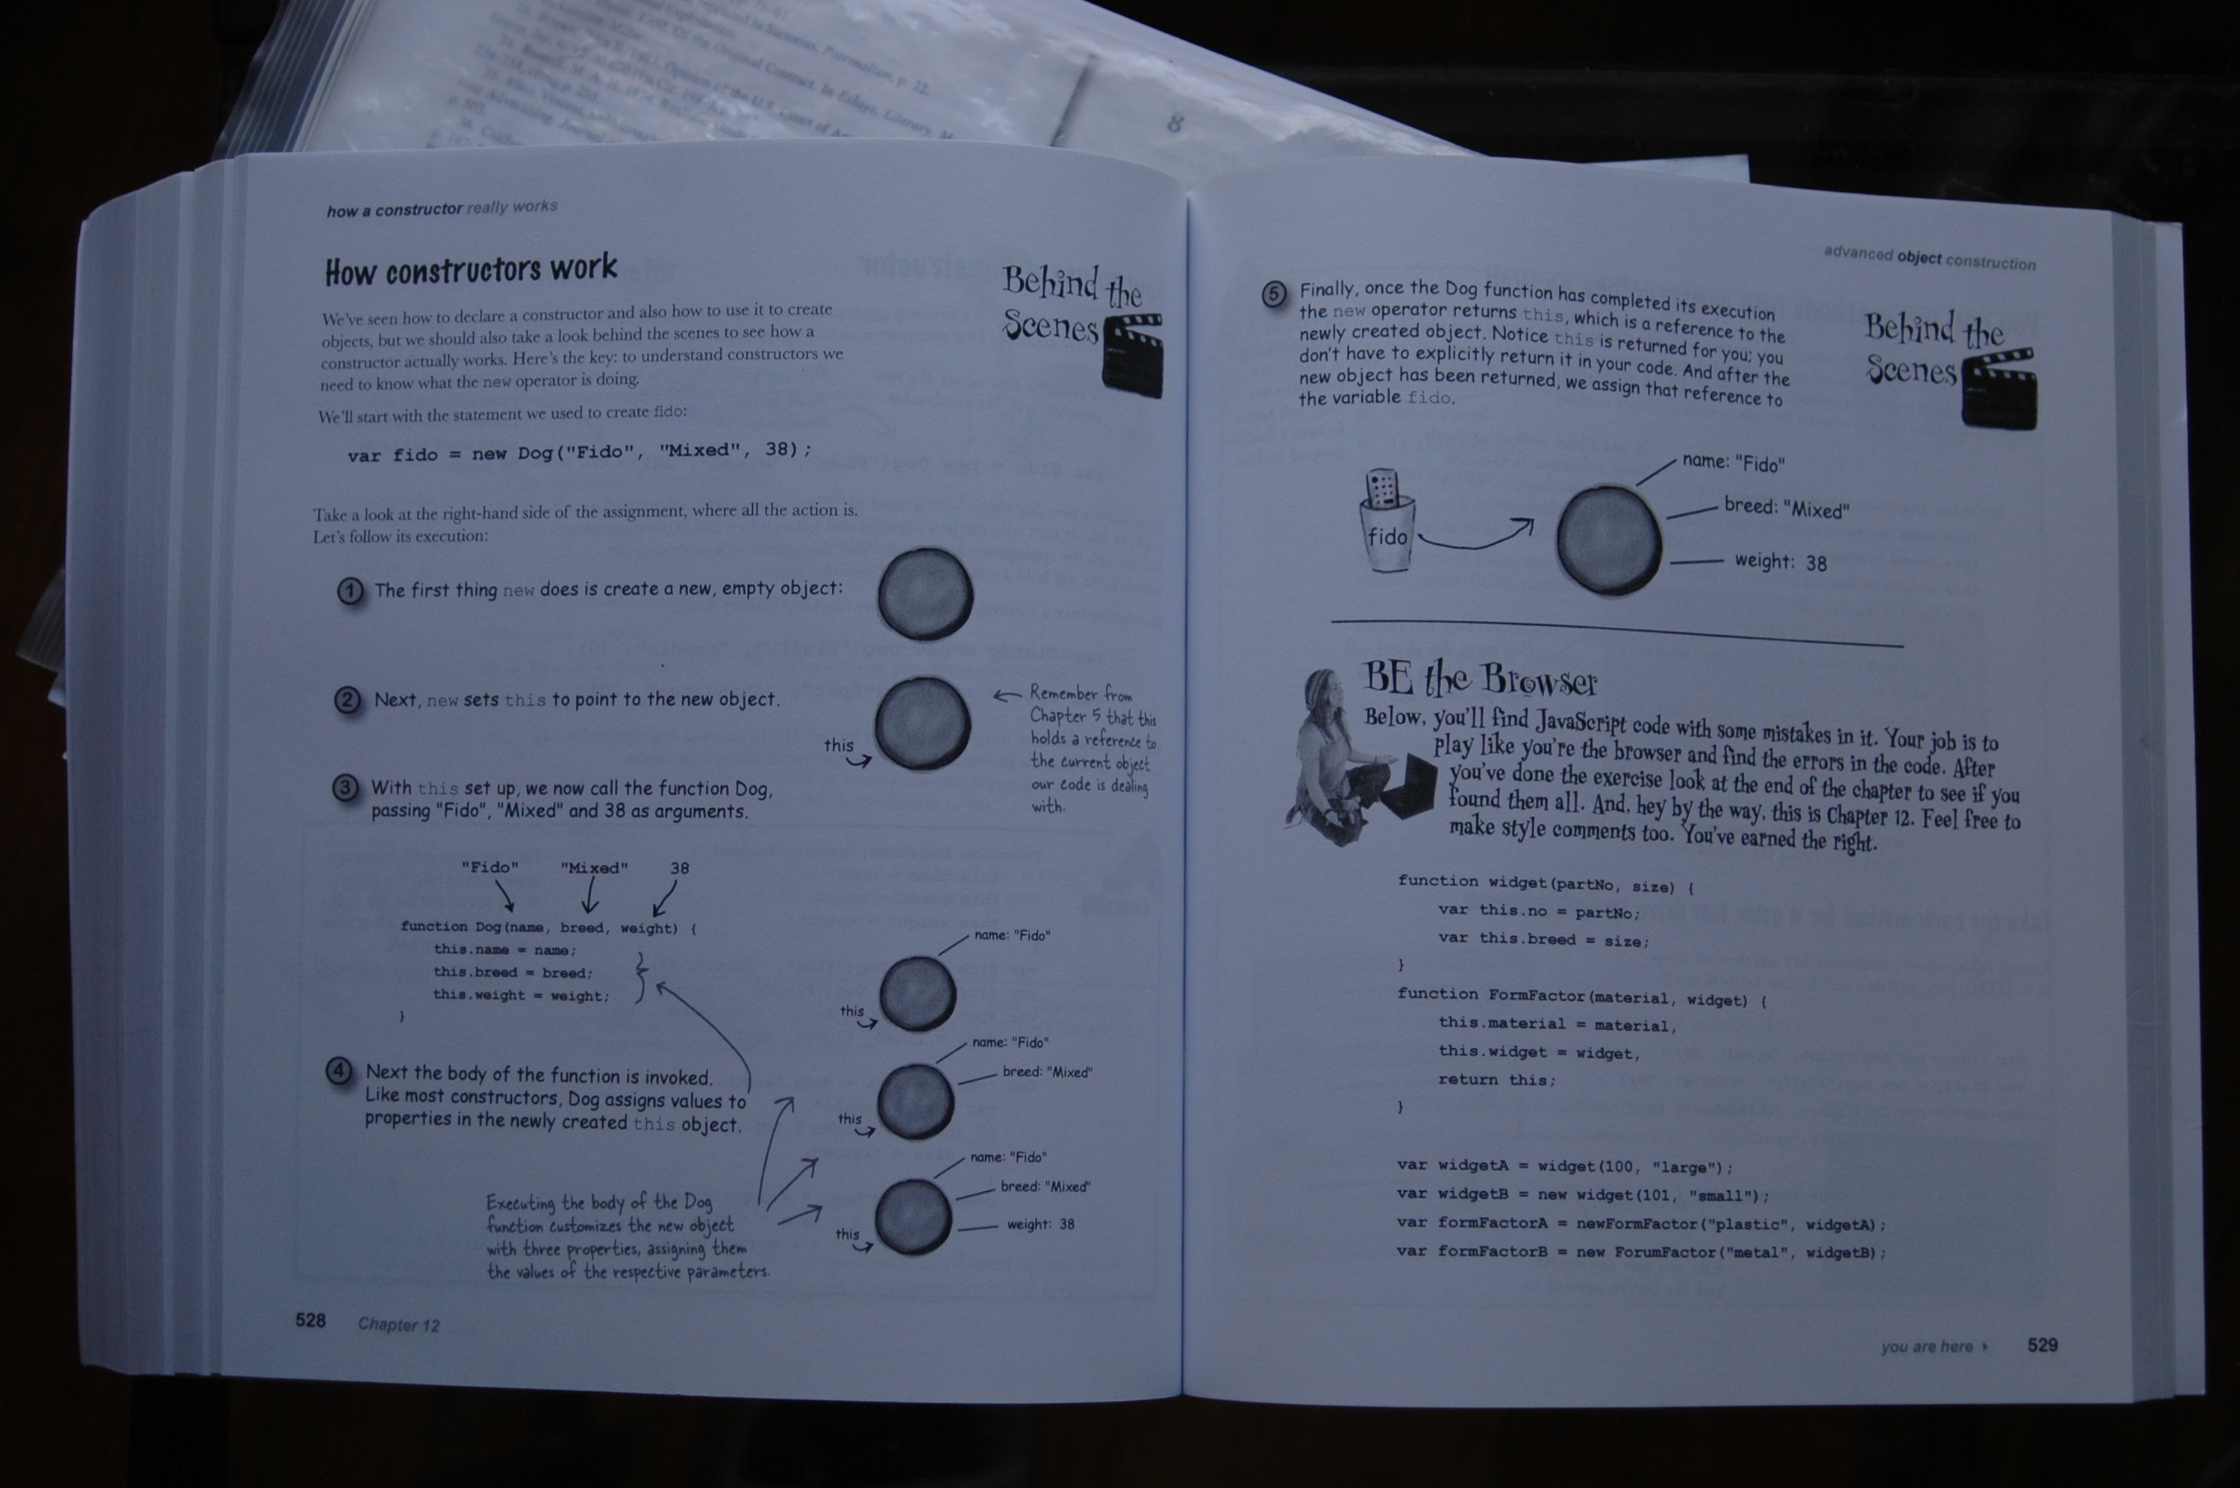 8
how a constructor really works
How constructors work
We've seen how to declare a constructor and also how to use it to create
objects, but we should also take a look behind the scenes to see how a
constructor actually works. Here's the key: to understand constructors we
need to know what the new operator is doing.
We'll start with the statement we used to create fido:
var fido = new Dog("Fido", "Mixed", 38);
Take a look at the right-hand side of the assignment, where all the action is.
Let's follow its execution:
Behind the
Scenes
1 The first thing new does is create a new, empty object:
2 Next, new sets this to point to the new object.
this
Remember from
Chapter 5 that this
holds a reference to
the current object
our code is dealing
with.
3 With this set up, we now call the function Dog,
passing "Fido", "Mixed" and 38 as arguments.
"Fido" "Mixed" 38
function Dog(name, breed, weight) {
this.name = name;
this.breed = breed;
this.weight = weight;
}
4 Next the body of the function is invoked.
Like most constructors, Dog assigns values to
properties in the newly created this object.
Executing the body of the Dog
function customizes the new object
with three properties, assigning them
the values of the respective parameters.
name: "Fido"
this
name: "Fido"
breed: "Mixed"
this
name: "Fido"
breed: "Mixed"
weight: 38
this
528 Chapter 12
advanced object construction
5 Finally, once the Dog function has completed its execution
the new operator returns this, which is a reference to the
newly created object. Notice this is returned for you; you
don't have to explicitly return it in your code. And after the
new object has been returned, we assign that reference to
the variable fido.
Behind the
Scenes
fido
name: "Fido"
breed: "Mixed"
weight: 38
BE the Browser
Below, you'll find JavaScript code with some mistakes in it. Your job is to
play like you're the browser and find the errors in the code. After
you've done the exercise look at the end of the chapter to see if you
found them all. And, hey by the way, this is Chapter 12. Feel free to
make style comments too. You've earned the right.
function widget(partNo, size) {
var this.no = partNo;
var this.breed = size;
}
function FormFactor(material, widget) {
this.material = material,
this.widget = widget,
return this;
}
var widgetA = widget(100, "large");
var widgetB = new widget(101, "small");
var formFactorA = newFormFactor("plastic", widgetA);
var formFactorB = new ForumFactor("metal", widgetB);
you are here 529